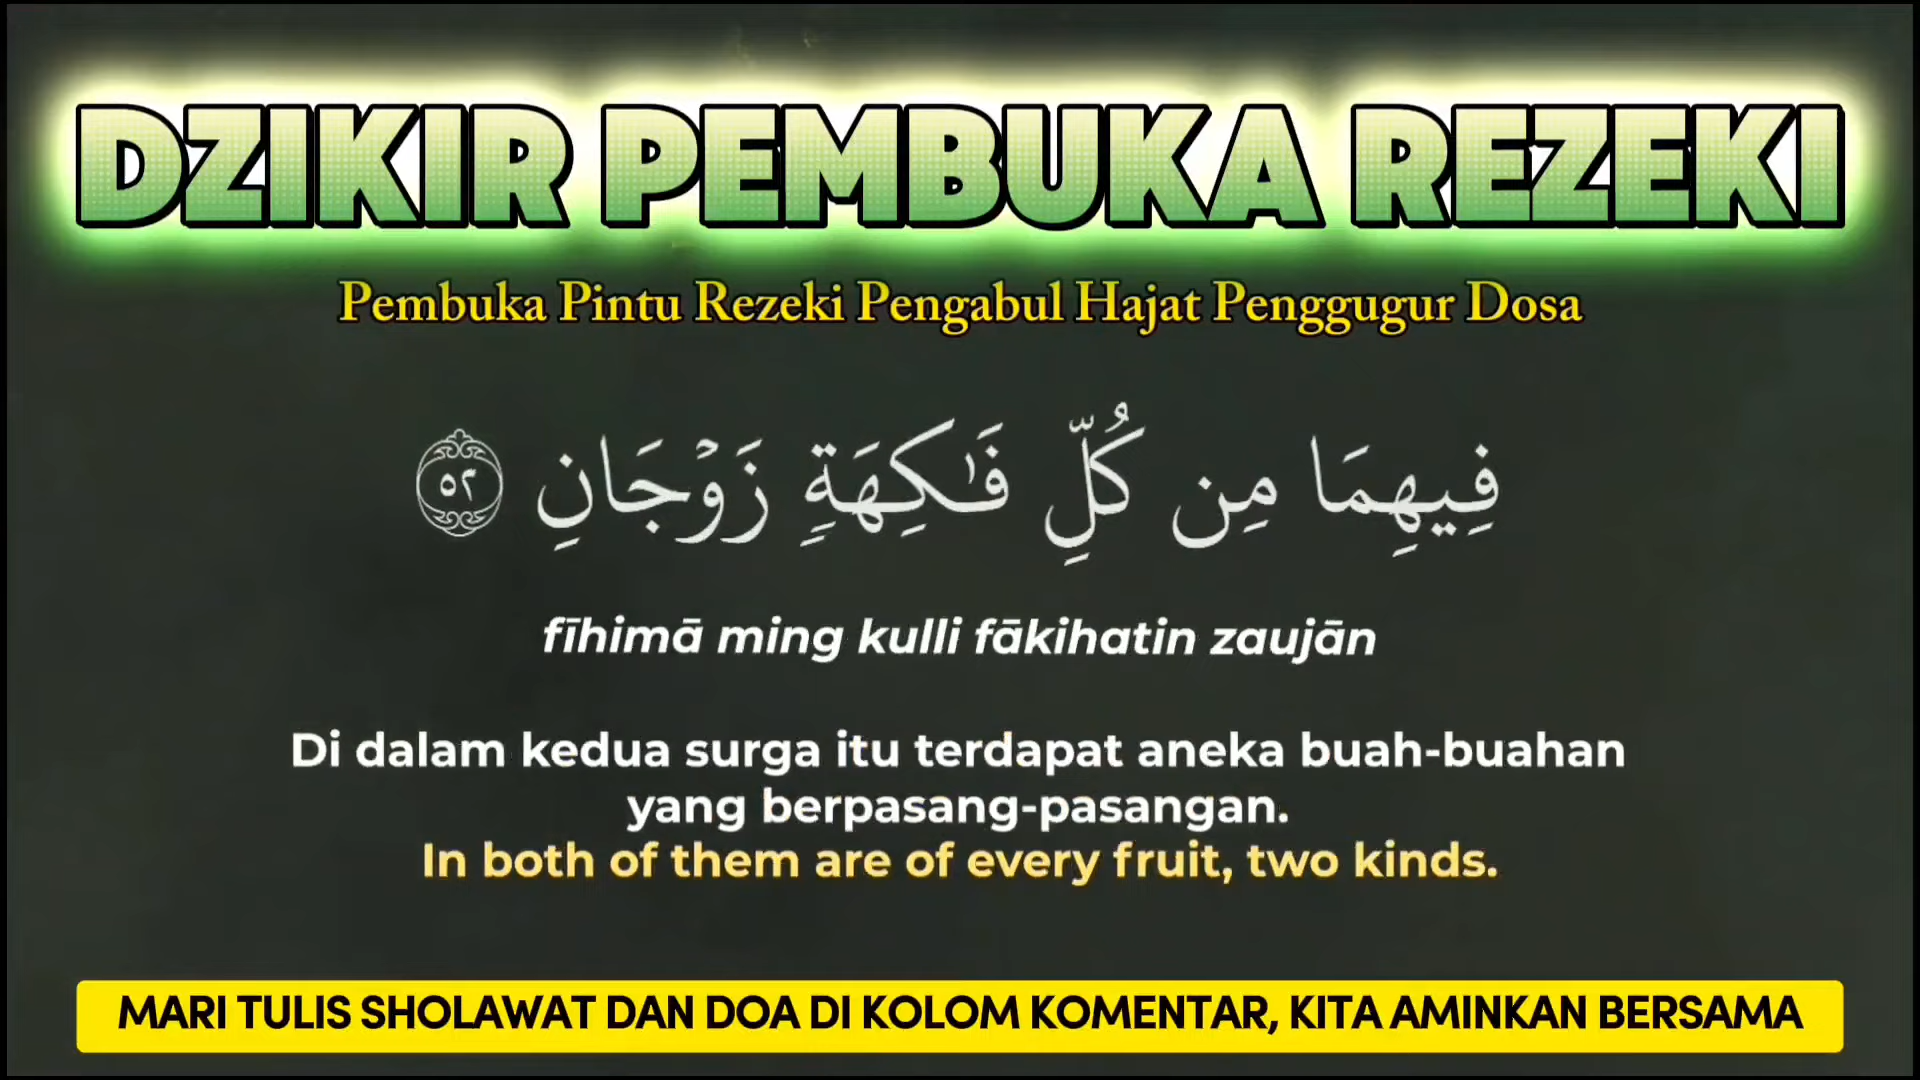 DZIKIR PEMBUKA REZEKI
Pembuka Pintu Rezeki Pengabul Hajat Penggugur Dosa
فِيهِمَا مِن كُلِّ فَـٰكِهَةٍۢ زَوْجَانِ ٥٢
fīhimā ming kulli fākihatin zaujān
Di dalam kedua surga itu terdapat aneka buah-buahan
yang berpasang-pasangan.
In both of them are of every fruit, two kinds.
MARI TULIS SHOLAWAT DAN DOA DI KOLOM KOMENTAR, KITA AMINKAN BERSAMA